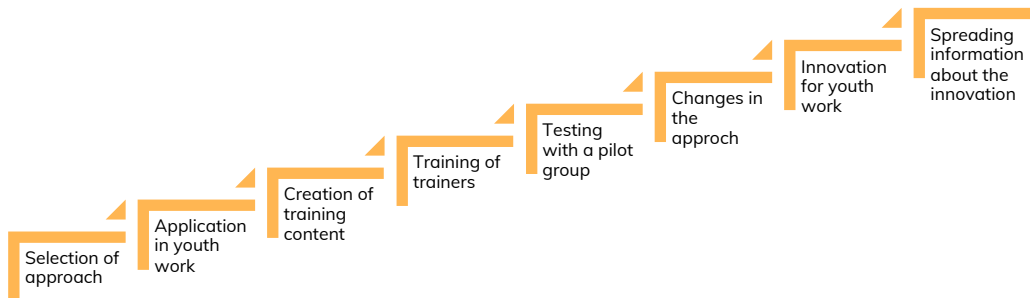 Selection of
approach
Application
in youth
work
Creation of
training
content
Training of
trainers
Testing
with a pilot
group
Changes in
the
approch
Innovation
for youth
work
Spreading
information
about the
innovation